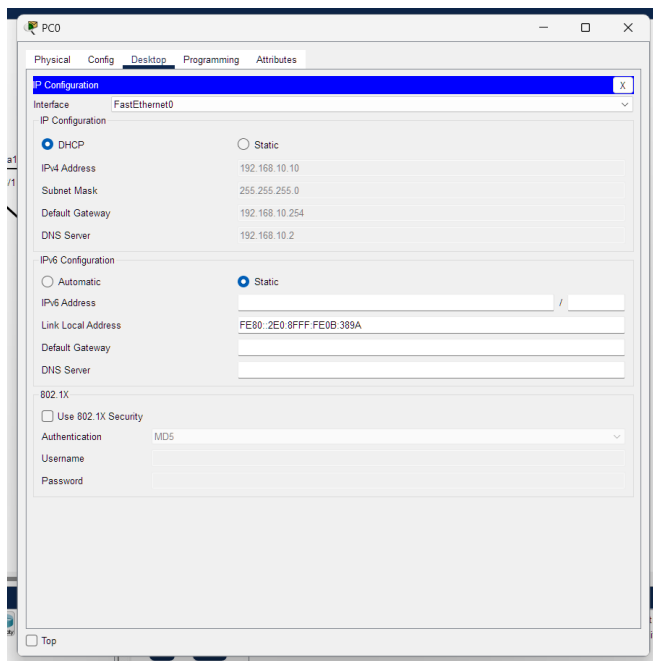 PC0
Physical Config Desktop Programming Attributes
IP Configuration X
Interface FastEthernet0
IP Configuration
DHCP Static
IPv4 Address 192.168.10.10
Subnet Mask 255.255.255.0
Default Gateway 192.168.10.254
DNS Server 192.168.10.2
IPv6 Configuration
Automatic Static
IPv6 Address /
Link Local Address FE80::2E0:8FFF:FE0B:389A
Default Gateway
DNS Server
802.1X
Use 802.1X Security
Authentication MD5
Username
Password
Top